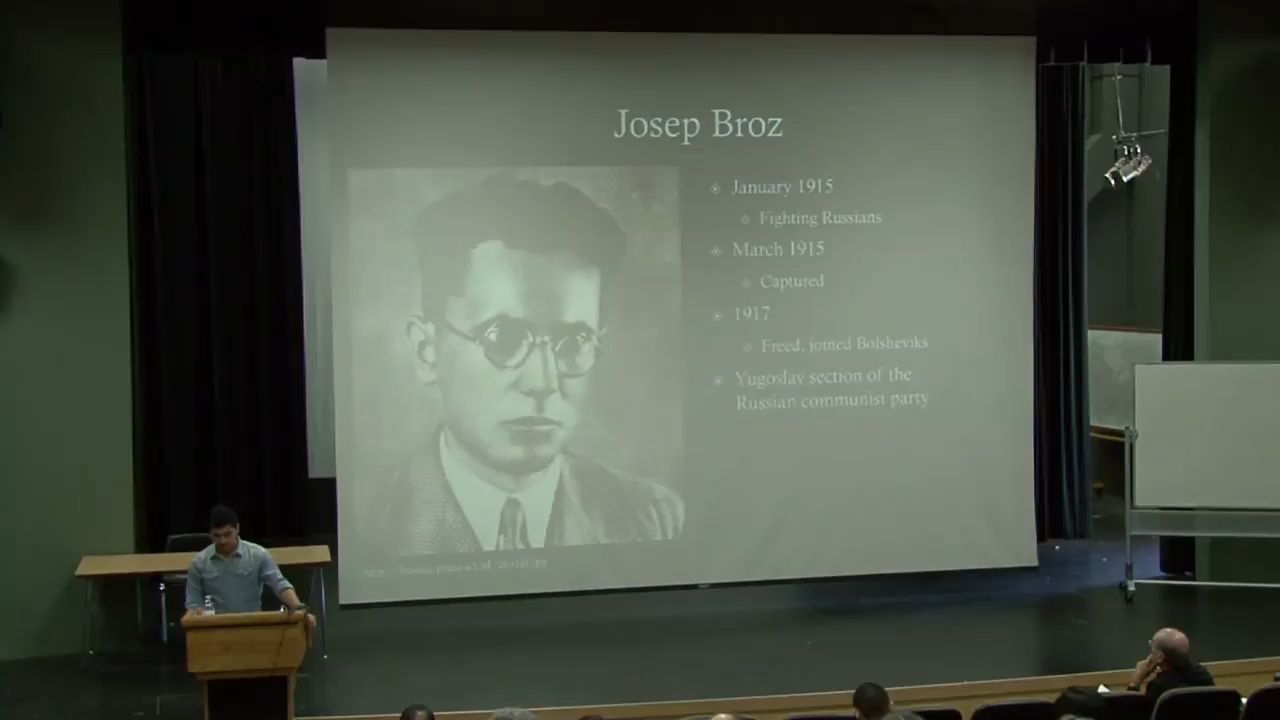 Josep Broz
January 1915
Fighting Russians
March 1915
Captured
1917
Freed, joined Bolsheviks
Yugoslav section of the
Russian communist party